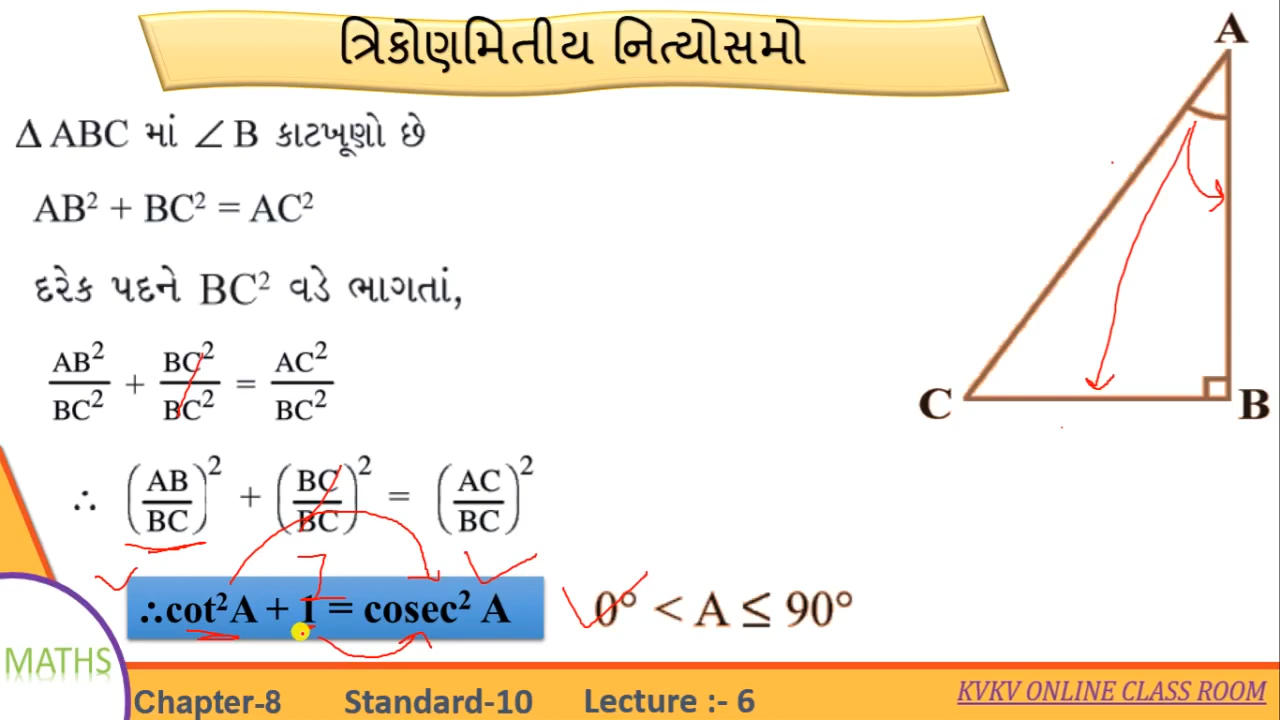 ત્રિકોણમિતીય નિત્યોસમો
Δ ABC માં ∠ B કાટખૂણો છે
AB² + BC² = AC²
દરેક પદને BC² વડે ભાગતાં,
AB²/BC² + BC²/BC² = AC²/BC²
∴ (AB/BC)² + (BC/BC)² = (AC/BC)²
1
∴cot²A + 1 = cosec² A
0° < A ≤ 90°
A
C
B
MATHS
Chapter-8 Standard-10 Lecture :- 6
KVKV ONLINE CLASS ROOM